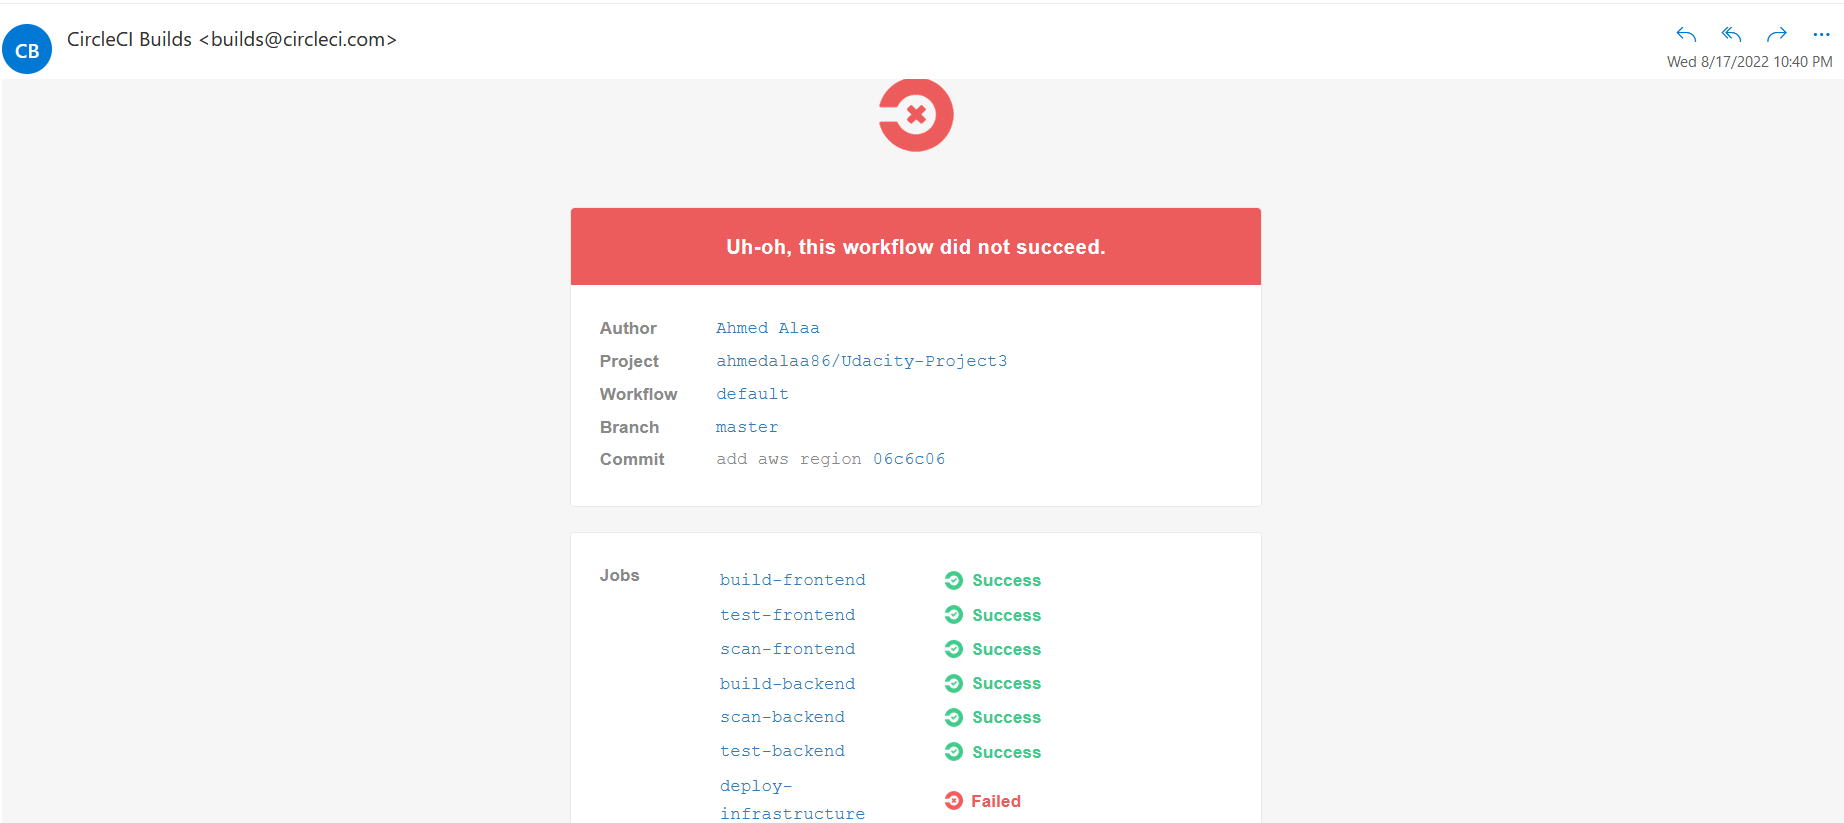 CB
CircleCI Builds <builds@circleci.com>
Wed 8/17/2022 10:40 PM
Uh-oh, this workflow did not succeed.
Author Ahmed Alaa
Project ahmedalaa86/Udacity-Project3
Workflow default
Branch master
Commit add aws region 06c6c06
Jobs build-frontend Success
test-frontend Success
scan-frontend Success
build-backend Success
scan-backend Success
test-backend Success
deploy-
infrastructure Failed